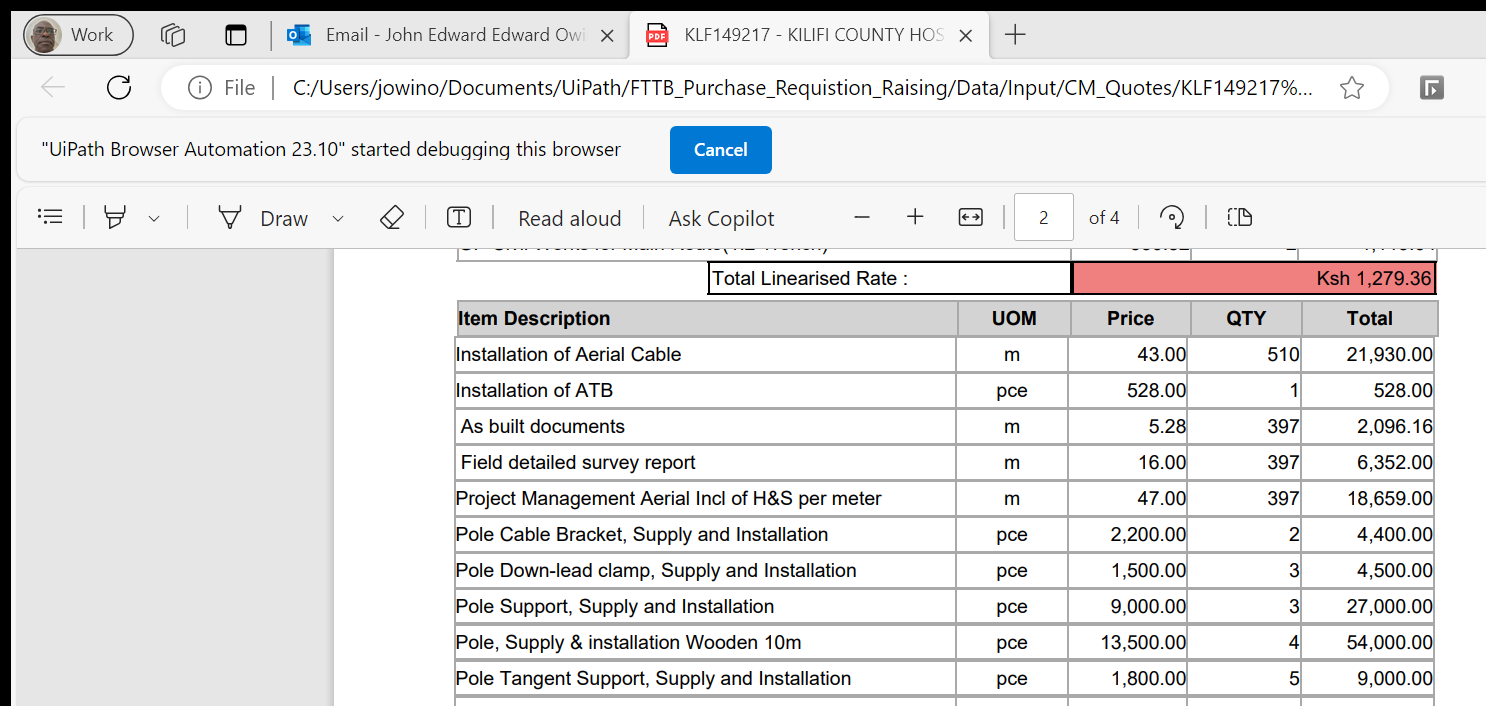 Work
Email - John Edward Edward Owi
KLF149217 - KILIFI COUNTY HOS
File
C:/Users/jowino/Documents/UiPath/FTTB_Purchase_Requistion_Raising/Data/Input/CM_Quotes/KLF149217%...
"UiPath Browser Automation 23.10" started debugging this browser
Cancel
Draw
Read aloud
Ask Copilot
2
of 4
Total Linearised Rate : Ksh 1,279.36
Item Description UOM Price QTY Total
Installation of Aerial Cable m 43.00 510 21,930.00
Installation of ATB pce 528.00 1 528.00
As built documents m 5.28 397 2,096.16
Field detailed survey report m 16.00 397 6,352.00
Project Management Aerial Incl of H&S per meter m 47.00 397 18,659.00
Pole Cable Bracket, Supply and Installation pce 2,200.00 2 4,400.00
Pole Down-lead clamp, Supply and Installation pce 1,500.00 3 4,500.00
Pole Support, Supply and Installation pce 9,000.00 3 27,000.00
Pole, Supply & installation Wooden 10m pce 13,500.00 4 54,000.00
Pole Tangent Support, Supply and Installation pce 1,800.00 5 9,000.00